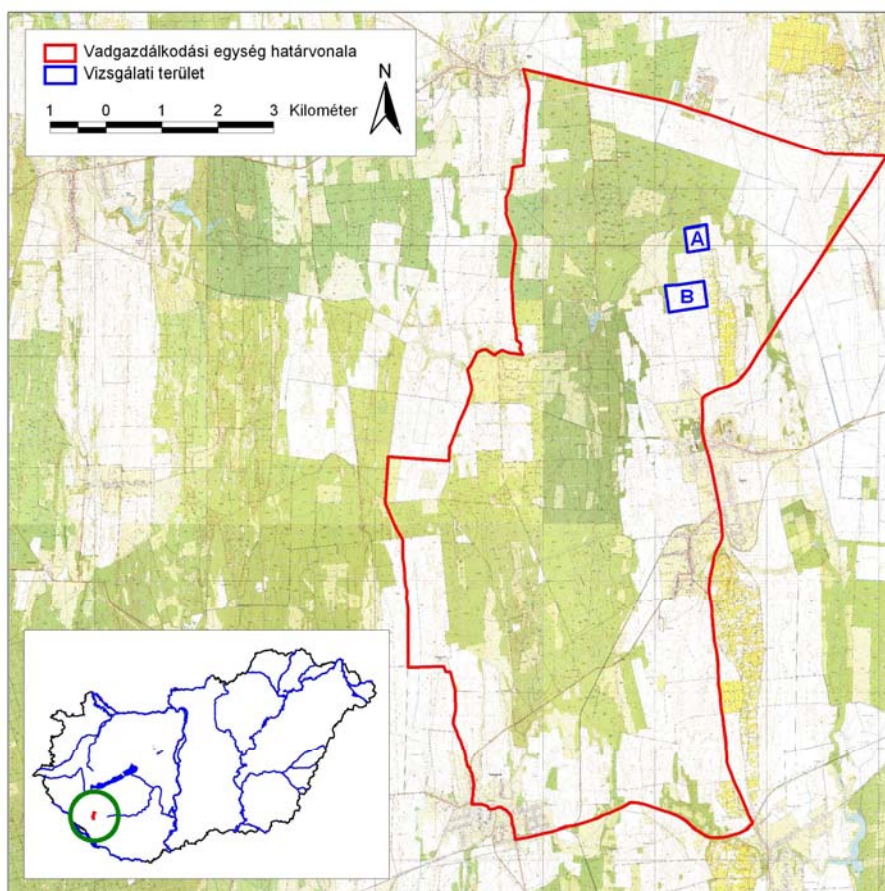 Vadgazdálkodási egység határvonala
Vizsgálati terület
N
1 0 1 2 3 Kilométer
A
B